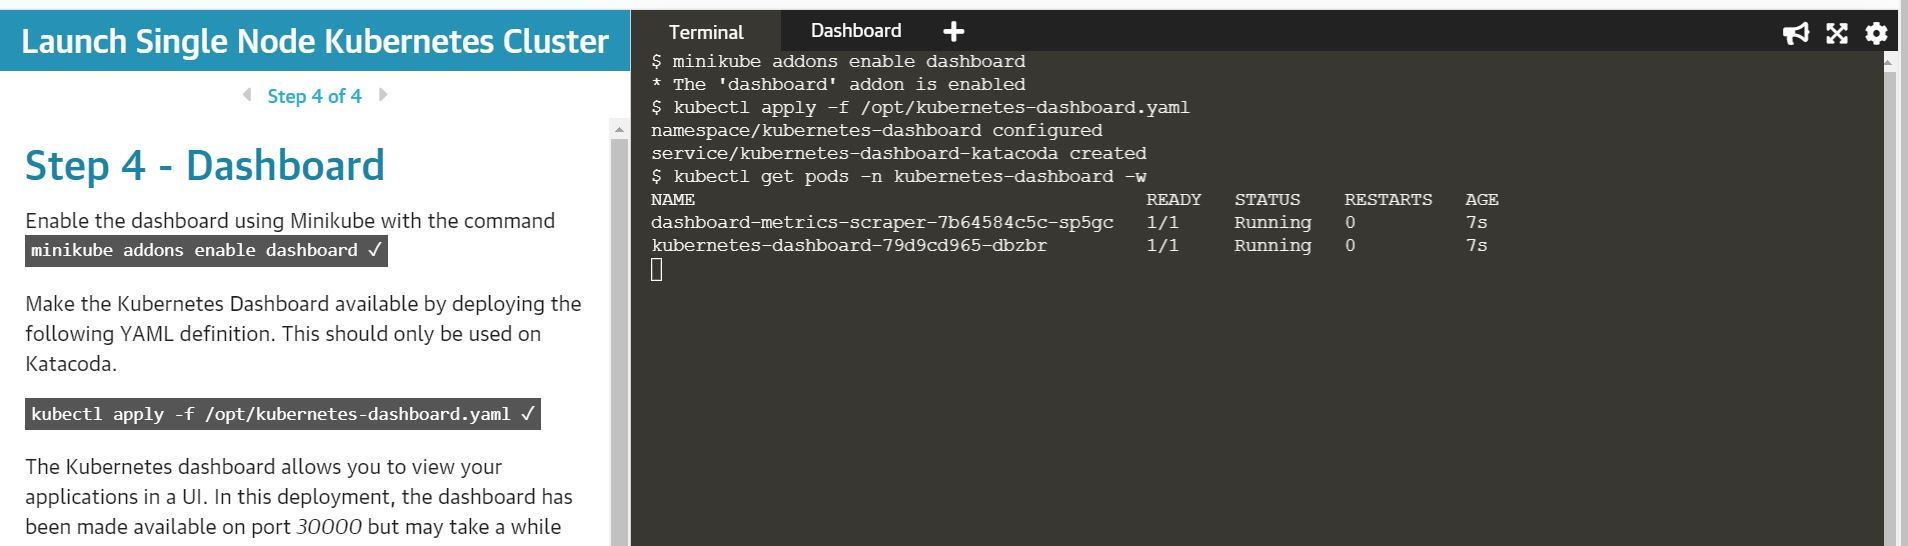 Launch Single Node Kubernetes Cluster
Step 4 of 4
Step 4 - Dashboard
Enable the dashboard using Minikube with the command
minikube addons enable dashboard ✓
Make the Kubernetes Dashboard available by deploying the
following YAML definition. This should only be used on
Katacoda.
kubectl apply -f /opt/kubernetes-dashboard.yaml ✓
The Kubernetes dashboard allows you to view your
applications in a UI. In this deployment, the dashboard has
been made available on port 30000 but may take a while
Terminal Dashboard +
$ minikube addons enable dashboard
* The 'dashboard' addon is enabled
$ kubectl apply -f /opt/kubernetes-dashboard.yaml
namespace/kubernetes-dashboard configured
service/kubernetes-dashboard-katacoda created
$ kubectl get pods -n kubernetes-dashboard -w
NAME READY STATUS RESTARTS AGE
dashboard-metrics-scraper-7b64584c5c-sp5gc 1/1 Running 0 7s
kubernetes-dashboard-79d9cd965-dbzbr 1/1 Running 0 7s